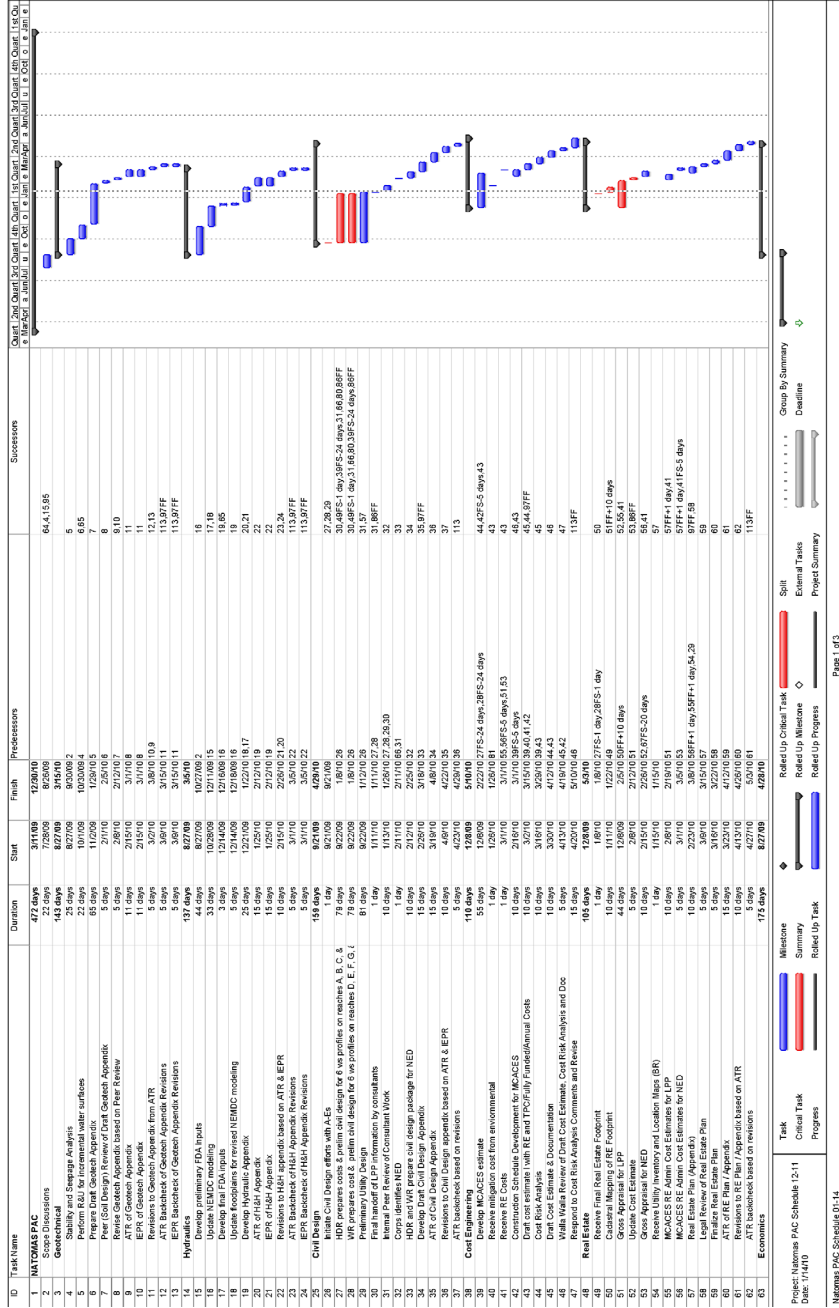 ID Task Name Duration Start Finish Predecessors Successors
1 NATOMAS PAC 472 days 3/11/09 12/30/10
2 Scope Discussions 22 days 7/28/09 8/26/09 64,4,15,95
3 Geotechnical 143 days 8/27/09 3/15/10
4 Stability and Seepage Analysis 25 days 8/27/09 9/30/09 2 5
5 Perform R&U for incremental water surfaces 22 days 10/1/09 10/30/09 4 6,65
6 Prepare Draft Geotech Appendix 65 days 11/2/09 1/29/10 5 7
7 Peer (Soil Design) Review of Draft Geotech Appendix 5 days 2/1/10 2/5/10 6 8
8 Revise Geotech Appendix based on Peer Review 5 days 2/8/10 2/12/10 7 9,10
9 ATR of Geotech Appendix 11 days 2/15/10 3/1/10 8 11
10 IEPR of Geotech Appendix 11 days 2/15/10 3/1/10 8 11
11 Revisions to Geotech Appendix from ATR 5 days 3/2/10 3/8/10 10,9 12,13
12 ATR Backcheck of Geotech Appendix Revisions 5 days 3/9/10 3/15/10 11 113,97FF
13 IEPR Backcheck of Geotech Appendix Revisions 5 days 3/9/10 3/15/10 11 113,97FF
14 Hydraulics 137 days 8/27/09 3/5/10
15 Develop preliminary FDA Inputs 44 days 8/27/09 10/27/09 2 16
16 Update NEMDC modeling 33 days 10/28/09 12/11/09 15 17,18
17 Develop final FDA inputs 3 days 12/14/09 12/16/09 16 19,65
18 Update floodplains for revised NEMDC modeling 5 days 12/14/09 12/18/09 16 19
19 Develop Hydraulic Appendix 25 days 12/21/09 1/22/10 18,17 20,21
20 ATR of H&H Appendix 15 days 1/25/10 2/12/10 19 22
21 IEPR of H&H Appendix 15 days 1/25/10 2/12/10 19 22
22 Revisions to H&H appendix based on ATR & IEPR 10 days 2/15/10 2/26/10 21,20 23,24
23 ATR Backcheck of H&H Appendix Revisions 5 days 3/1/10 3/5/10 22 113,97FF
24 IEPR Backcheck of H&H Appendix Revisions 5 days 3/1/10 3/5/10 22 113,97FF
25 Civil Design 159 days 9/21/09 4/29/10
26 Initiate Civil Design efforts with A-Es 1 day 9/21/09 9/21/09 27,28,29
27 HDR prepares costs & prelim civil design for 6 ws profiles on reaches A, B, C, & 79 days 9/22/09 1/8/10 26 30,49FS-1 day,39FS-24 days,31,66,80,86FF
28 WR prepares cost & prelim civil design for 6 ws profiles on reaches D, E, F, G, & 79 days 9/22/09 1/8/10 26 30,49FS-1 day,31,66,80,39FS-24 days,86FF
29 Preliminary Utility Design 81 days 9/22/09 1/12/10 26 31,57
30 Final handoff of LPP information by consultants 1 day 1/11/10 1/11/10 27,28 31,86FF
31 Internal Peer Review of Consultant Work 10 days 1/13/10 1/26/10 27,28,29,30 32
32 Corps identifies NED 1 day 2/11/10 2/11/10 66,31 33
33 HDR and WR prepare civil design package for NED 10 days 2/12/10 2/25/10 32 34
34 Develop Draft Civil Design Appendix 15 days 2/26/10 3/18/10 33 35,97FF
35 ATR of Civil Design Appendix 15 days 3/19/10 4/8/10 34 36
36 Revisions to Civil Design appendix based on ATR & IEPR 10 days 4/9/10 4/22/10 35 37
37 ATR backcheck based on revisions 5 days 4/23/10 4/29/10 36 113
38 Cost Engineering 110 days 12/8/09 5/10/10
39 Develop MCACES estimate 55 days 12/8/09 2/22/10 27FS-24 days,28FS-24 days 44,42FS-5 days,43
40 Receive mitigation cost from environmental 1 day 1/26/10 1/26/10 81 43
41 Receive RE Costs 1 day 3/1/10 3/1/10 55,56FS-5 days,51,53 43
42 Construction Schedule Development for MCACES 10 days 2/16/10 3/1/10 39FS-5 days 46,43
43 Draft cost estimate \ with RE and TPC/Fully Funded/Annual Costs 10 days 3/2/10 3/15/10 39,40,41,42 45,44,97FF
44 Cost Risk Analysis 10 days 3/16/10 3/29/10 39,43 45
45 Draft Cost Estimate & Documentation 10 days 3/30/10 4/12/10 44,43 46
46 Walla Walla Review of Draft Cost Estimate, Cost Risk Analysis and Doc 5 days 4/13/10 4/19/10 45,42 47
47 Respond to Cost Risk Analysis Comments and Revise 15 days 4/20/10 5/10/10 46 113FF
48 Real Estate 105 days 12/8/09 5/3/10
49 Receive Final Real Estate Footprint 1 day 1/8/10 1/8/10 27FS-1 day,28FS-1 day 50
50 Cadastral Mapping of RE Footprint 10 days 1/11/10 1/22/10 49 51FF+10 days
51 Gross Appraisal for LPP 44 days 12/8/09 2/5/10 50FF+10 days 52,55,41
52 Update Cost Estimate 5 days 2/8/10 2/12/10 51 53,86FF
53 Gross Appraisal for NED 10 days 2/15/10 2/26/10 52,67FS-20 days 56,41
54 Receive Utility Inventory and Location Maps (BR) 1 day 1/15/10 1/15/10 57
55 MCACES RE Admin Cost Estimates for LPP 10 days 2/8/10 2/19/10 51 57FF+1 day,41
56 MCACES RE Admin Cost Estimates for NED 5 days 3/1/10 3/5/10 53 57FF+1 day,41FS-5 days
57 Real Estate Plan (Appendix) 10 days 2/23/10 3/8/10 56FF+1 day,55FF+1 day,54,29 97FF,58
58 Legal Review of Real Estate Plan 5 days 3/9/10 3/15/10 57 59
59 Finalize Real Estate Plan 5 days 3/16/10 3/22/10 58 60
60 ATR of RE Plan / Appendix 15 days 3/23/10 4/12/10 59 61
61 Revisions to RE Plan / Appendix based on ATR 10 days 4/13/10 4/26/10 60 62
62 ATR backcheck based on revisions 5 days 4/27/10 5/3/10 61 113FF
63 Economics 175 days 8/27/09 4/28/10
Quart 2nd Quart 3rd Quart 4th Quart 1st Quart 2nd Quart 3rd Quart 4th Quart 1st Qu
e Mar Apr a Jun Jul u e Oct o e Jan e Mar Apr a Jun Jul u e Oct o e Jan e
Project: Natomas PAC Schedule 12-11
Date: 1/14/10
Task Milestone Rolled Up Critical Task Split Group By Summary
Critical Task Summary Rolled Up Milestone External Tasks Deadline
Progress Rolled Up Task Rolled Up Progress Project Summary
Natomas PAC Schedule 01-14
Page 1 of 3